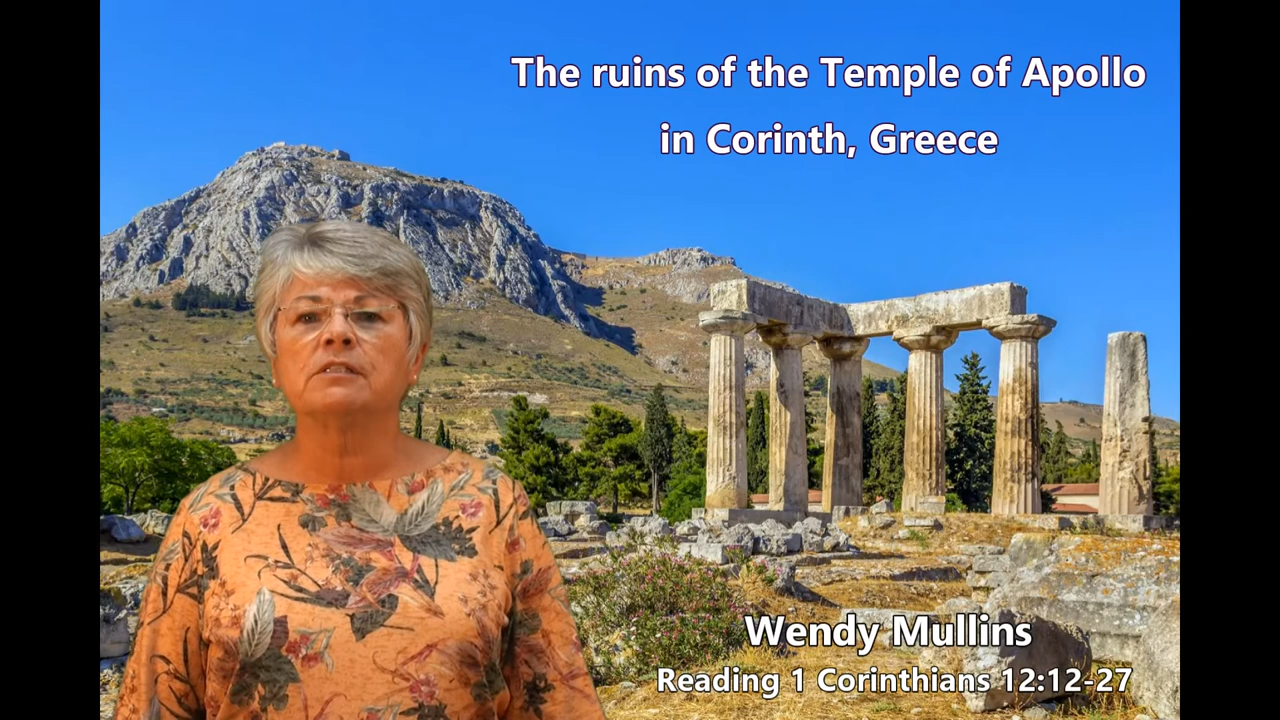 The ruins of the Temple of Apollo
in Corinth, Greece
Wendy Mullins
Reading 1 Corinthians 12:12-27